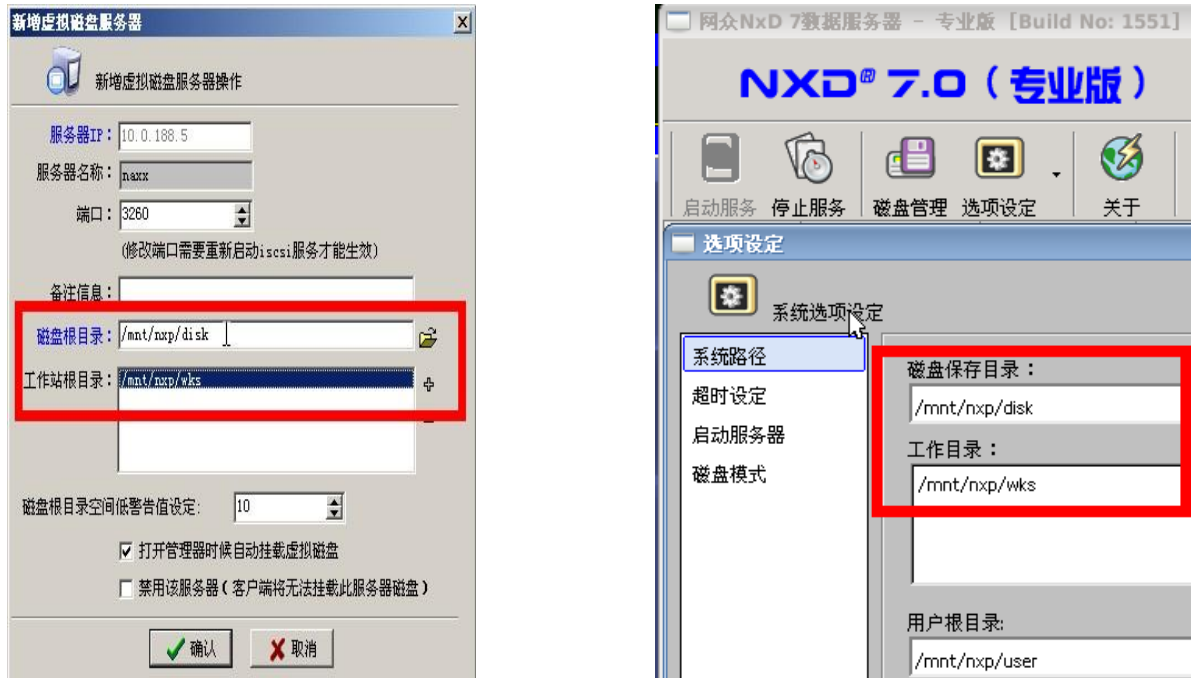 新增虚拟磁盘服务器
新增虚拟磁盘服务器操作
服务器IP：
10.0.188.5
服务器名称：
naxx
端口：
3260
(修改端口需要重新启动iscsi服务才能生效)
备注信息：
磁盘根目录：
/mnt/nxp/disk
工作站根目录：
/mnt/nxp/wks
磁盘根目录空间低警告值设定:
10
打开管理器时候自动挂载虚拟磁盘
禁用该服务器(客户端将无法挂载此服务器磁盘)
确认
取消
网众NxD 7数据服务器 - 专业版 [Build No: 1551]
NXD® 7.0（专业版）
启动服务
停止服务
磁盘管理
选项设定
关于
选项设定
系统选项设定
系统路径
超时设定
启动服务器
磁盘模式
磁盘保存目录：
/mnt/nxp/disk
工作目录：
/mnt/nxp/wks
用户根目录:
/mnt/nxp/user